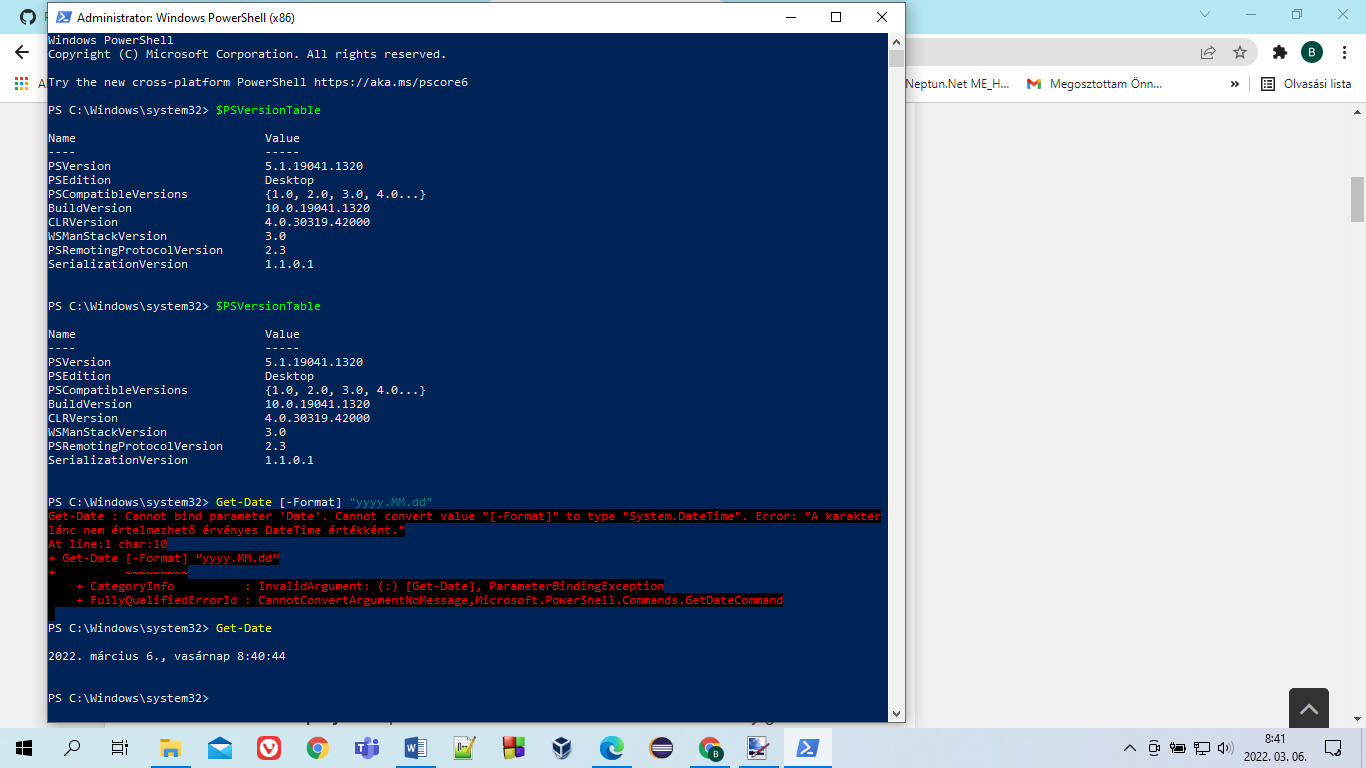 Administrator: Windows PowerShell (x86)
Windows PowerShell
Copyright (C) Microsoft Corporation. All rights reserved.
Try the new cross-platform PowerShell https://aka.ms/pscore6
PS C:\Windows\system32> $PSVersionTable
Name Value
---- -----
PSVersion 5.1.19041.1320
PSEdition Desktop
PSCompatibleVersions {1.0, 2.0, 3.0, 4.0...}
BuildVersion 10.0.19041.1320
CLRVersion 4.0.30319.42000
WSManStackVersion 3.0
PSRemotingProtocolVersion 2.3
SerializationVersion 1.1.0.1
PS C:\Windows\system32> $PSVersionTable
Name Value
---- -----
PSVersion 5.1.19041.1320
PSEdition Desktop
PSCompatibleVersions {1.0, 2.0, 3.0, 4.0...}
BuildVersion 10.0.19041.1320
CLRVersion 4.0.30319.42000
WSManStackVersion 3.0
PSRemotingProtocolVersion 2.3
SerializationVersion 1.1.0.1
PS C:\Windows\system32> Get-Date [-Format] "yyyy.MM.dd"
Get-Date : Cannot bind parameter 'Date'. Cannot convert value "[-Format]" to type "System.DateTime". Error: "A karakter
lánc nem értelmezhető érvényes DateTime értékként."
At line:1 char:10
+ Get-Date [-Format] "yyyy.MM.dd"
+ ~~~~~~~~~
+ CategoryInfo : InvalidArgument: (:) [Get-Date], ParameterBindingException
+ FullyQualifiedErrorId : CannotConvertArgumentNoMessage,Microsoft.PowerShell.Commands.GetDateCommand
PS C:\Windows\system32> Get-Date
2022. március 6., vasárnap 8:40:44
PS C:\Windows\system32>
B
Neptun.Net ME_H...
Megosztottam Önn...
»
Olvasási lista
8:41
2022. 03. 06.